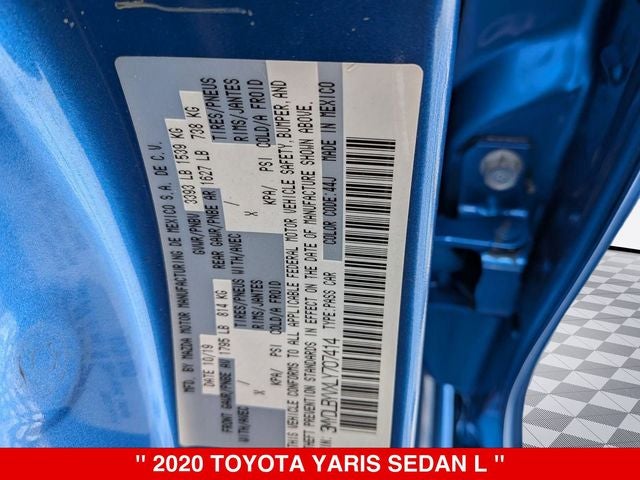 MFD. BY MAZDA MOTOR MANUFACTURING DE MEXICO S.A. DE C.V.
DATE 10/19 GVWR/PNBV 3393 LB 1539 KG
FRONT GAWR/PNBE AV 1795 LB 814 KG REAR GAWR/PNBE AR 1627 LB 738 KG
WITH/AVEC TIRES/PNEUS WITH/AVEC TIRES/PNEUS
/ RIMS/JANTES / RIMS/JANTES
X COLD/A FROID X COLD/A FROID
KPA/ PSI KPA/ PSI
THIS VEHICLE CONFORMS TO ALL APPLICABLE FEDERAL MOTOR VEHICLE SAFETY, BUMPER, AND
THEFT PREVENTION STANDARDS IN EFFECT ON THE DATE OF MANUFACTURE SHOWN ABOVE.
TYPE:PASS CAR COLOR CODE:44J MADE IN MEXICO
" 2020 TOYOTA YARIS SEDAN L "